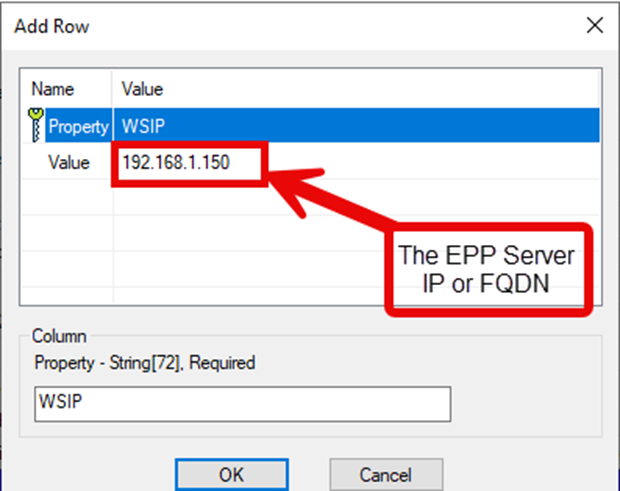 Add Row
Name Value
Property WSIP
Value 192.168.1.150
The EPP Server
IP or FQDN
Column
Property - String[72], Required
WSIP
OK Cancel